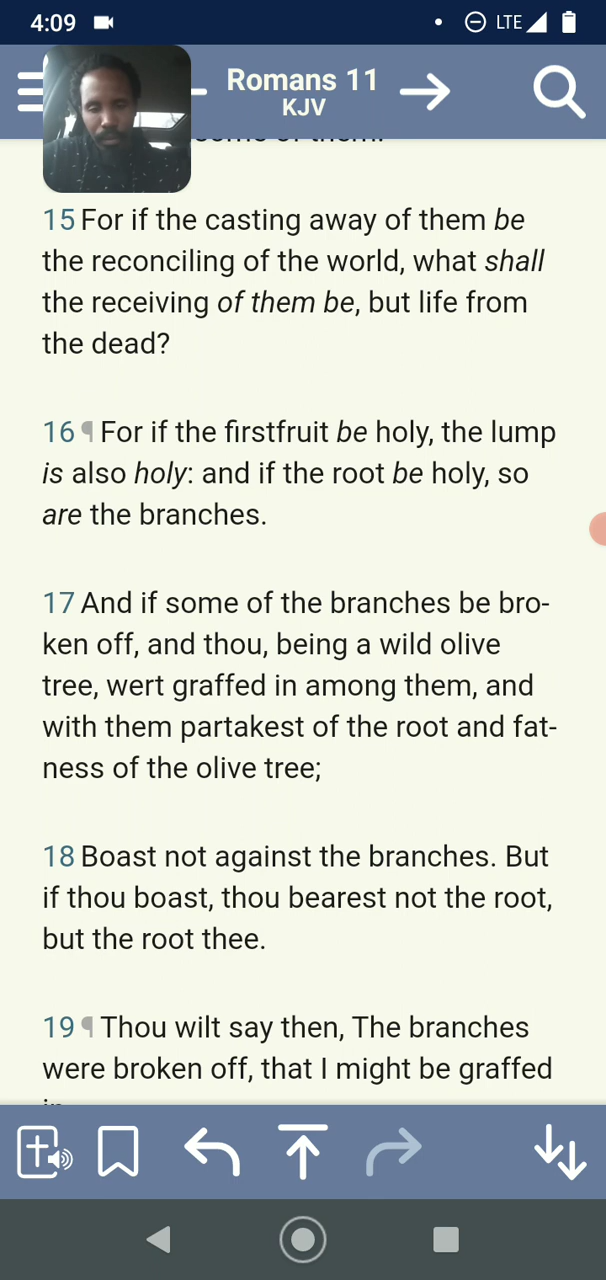 4:09
LTE
Romans 11
KJV
some of them.
15 For if the casting away of them be
the reconciling of the world, what shall
the receiving of them be, but life from
the dead?
16 ¶ For if the firstfruit be holy, the lump
is also holy: and if the root be holy, so
are the branches.
17 And if some of the branches be bro-
ken off, and thou, being a wild olive
tree, wert graffed in among them, and
with them partakest of the root and fat-
ness of the olive tree;
18 Boast not against the branches. But
if thou boast, thou bearest not the root,
but the root thee.
19 ¶ Thou wilt say then, The branches
were broken off, that I might be graffed